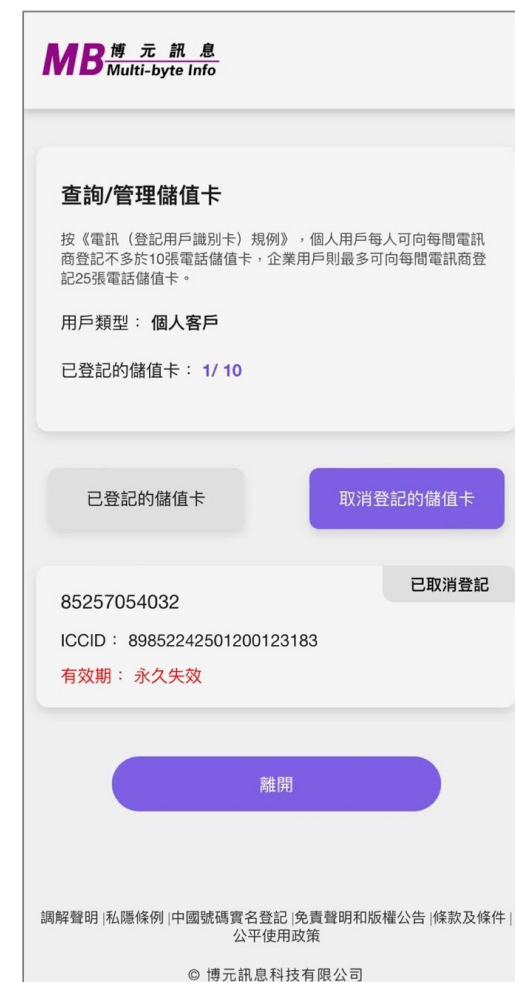 MB 博元訊息
Multi-byte Info
查詢/管理儲值卡
按《電訊（登記用戶識別卡）規例》，個人用戶每人可向每間電訊
商登記不多於10張電話儲值卡，企業用戶則最多可向每間電訊商登
記25張電話儲值卡。
用戶類型： 個人客戶
已登記的儲值卡： 1/ 10
已登記的儲值卡 取消登記的儲值卡
已取消登記
85257054032
ICCID： 89852242501200123183
有效期： 永久失效
離開
調解聲明 |私隱條例 |中國號碼實名登記 |免責聲明和版權公告 |條款及條件 |
公平使用政策
© 博元訊息科技有限公司